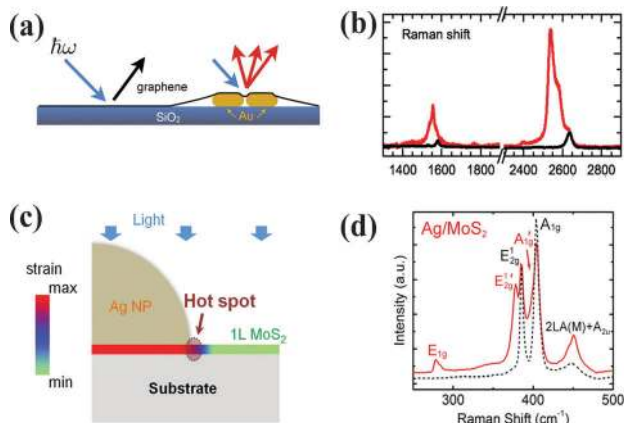 (a)
ħω
graphene
SiO₂
Au
(b)
Raman shift
1400 1600 1800 2400 2600 2800
(c)
Light
strain
max
min
Ag NP
Hot spot
1L MoS₂
Substrate
(d)
Ag/MoS₂
A₁g
A₁g'
E¹₂g
E¹₂g'
E₁g
2LA(M)+A₂u
Intensity (a.u.)
300 400 500
Raman Shift (cm⁻¹)